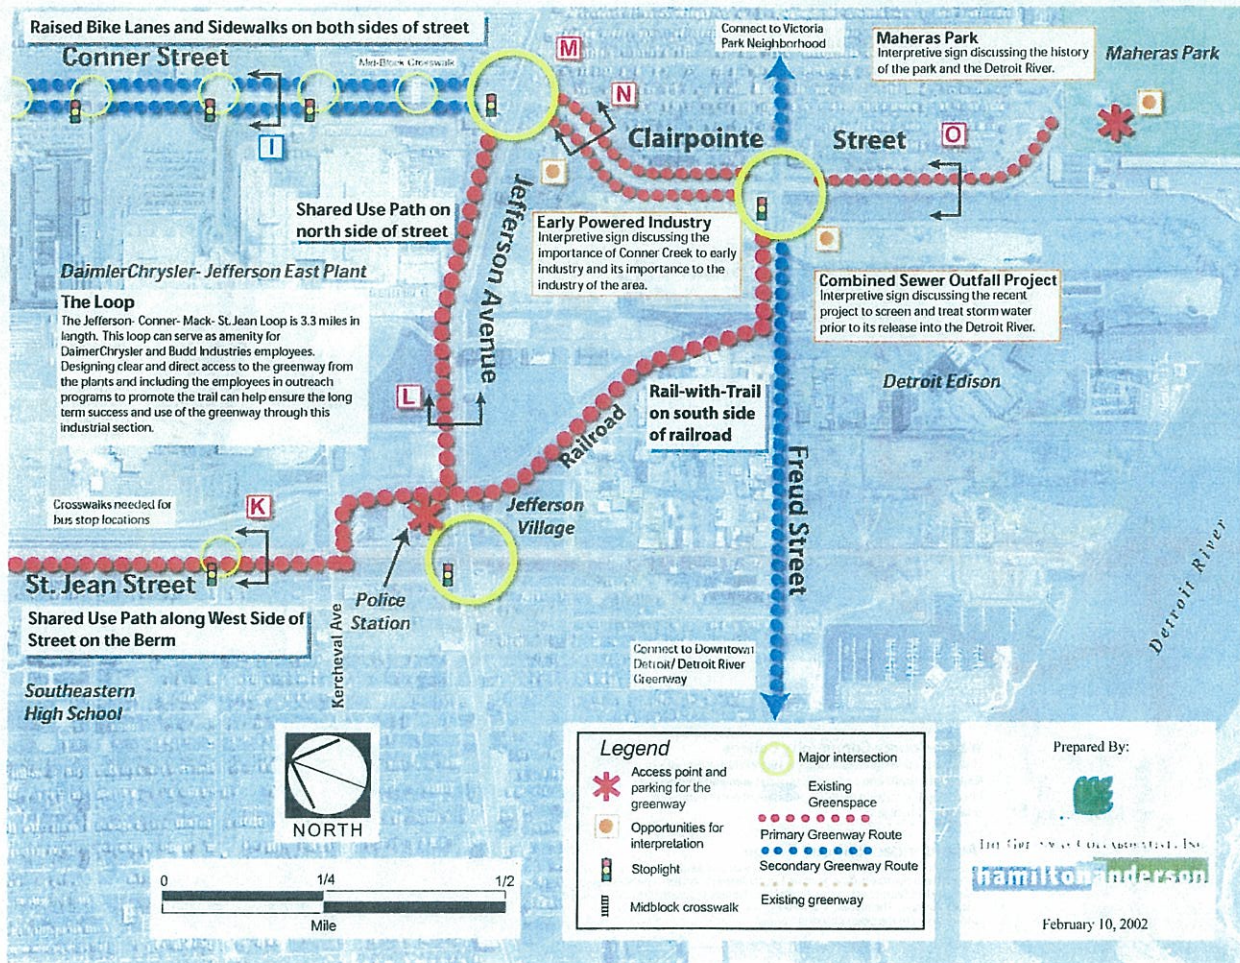 Raised Bike Lanes and Sidewalks on both sides of street
Conner Street
Mid-Block Crosswalk
M
N
I
Connect to Victoria
Park Neighborhood
Maheras Park
Interpretive sign discussing the history
of the park and the Detroit River.
Maheras Park
Clairpointe Street
O
Shared Use Path on
north side of street
Jefferson Avenue
Early Powered Industry
Interpretive sign discussing the
importance of Conner Creek to early
industry and its importance to the
industry of the area.
DaimlerChrysler- Jefferson East Plant
The Loop
The Jefferson- Conner- Mack- St.Jean Loop is 3.3 miles in
length. This loop can serve as amenity for
DaimerChrysler and Budd Industries employees.
Designing clear and direct access to the greenway from
the plants and including the employees in outreach
programs to promote the trail can help ensure the long
term success and use of the greenway through this
industrial section.
Combined Sewer Outfall Project
Interpretive sign discussing the recent
project to screen and treat storm water
prior to its release into the Detroit River.
Detroit Edison
L
Rail-with-Trail
on south side
of railroad
Railroad
Freud Street
Crosswalks needed for
bus stop locations
K
Jefferson
Village
St. Jean Street
Police
Station
Shared Use Path along West Side of
Street on the Berm
Kercheval Ave
Detroit River
Connect to Downtown
Detroit/ Detroit River
Greenway
Southeastern
High School
NORTH
0 1/4 1/2
Mile
Legend
Access point and
parking for the
greenway
Opportunities for
interpretation
Stoplight
Midblock crosswalk
Major intersection
Existing
Greenspace
Primary Greenway Route
Secondary Greenway Route
Existing greenway
Prepared By:
hamiltonanderson
February 10, 2002